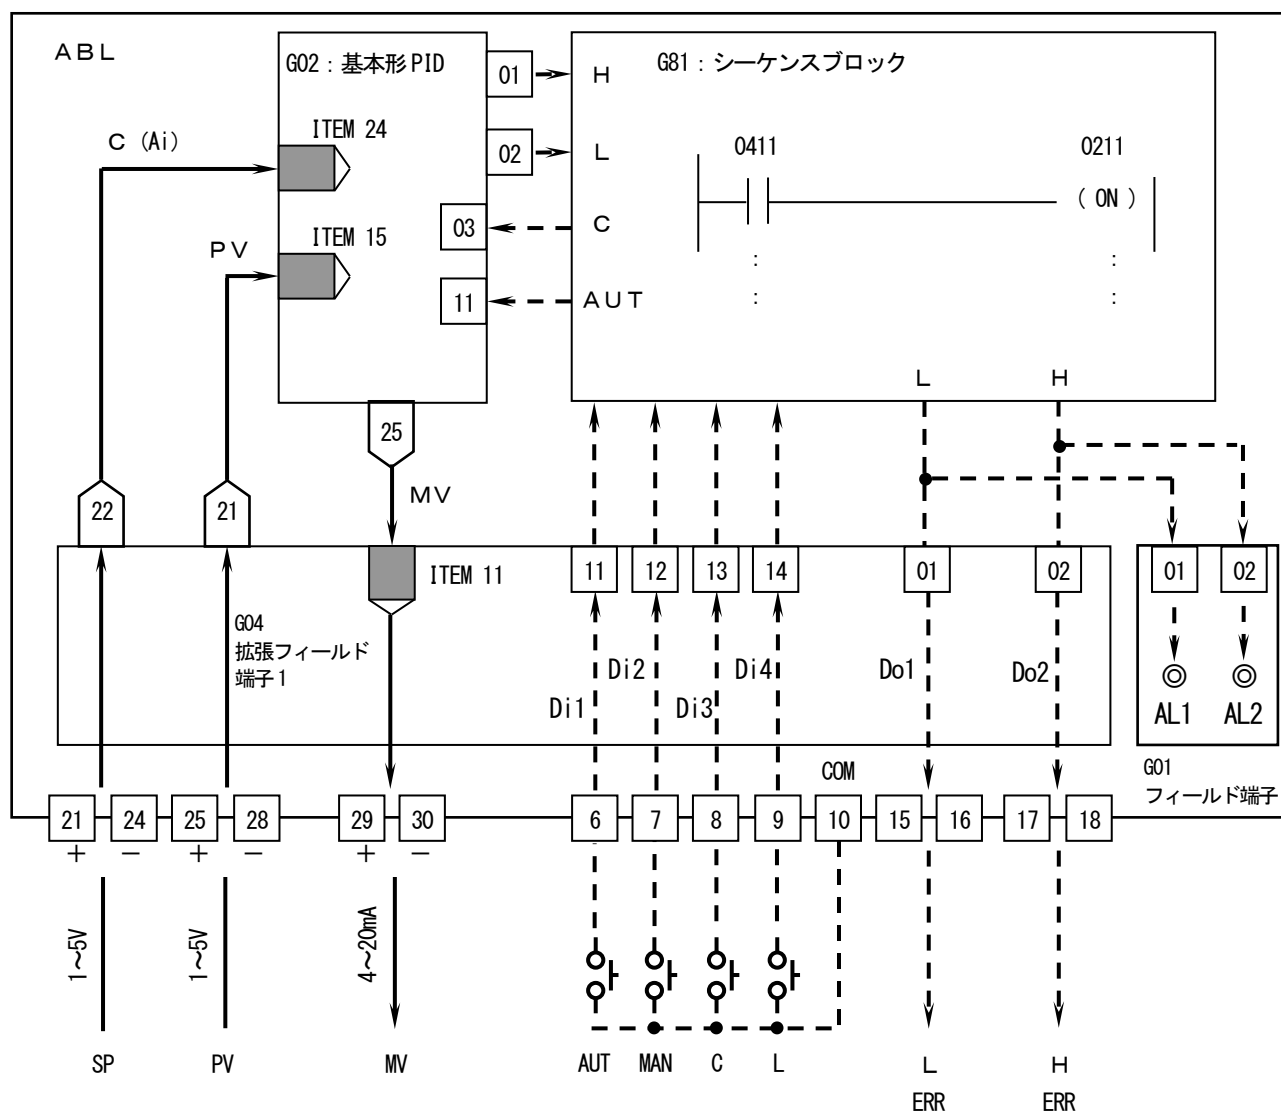 ＡＢＬ
G02：基本形PID
01
H
G81：シーケンスブロック
C (Ai)
ITEM 24
02
L
0411
0211
( ON )
PV
ITEM 15
03
C
:
:
11
AUT
:
:
L
H
25
MV
22
21
ITEM 11
11
12
13
14
01
02
01
02
G04
拡張フィールド
端子1
Di1
Di2
Di3
Di4
Do1
Do2
AL1
AL2
COM
G01
フィールド端子
21
24
25
28
29
30
6
7
8
9
10
15
16
17
18
+
−
+
−
+
−
1～5V
1～5V
4～20mA
SP
PV
MV
AUT
MAN
C
L
L
ERR
H
ERR